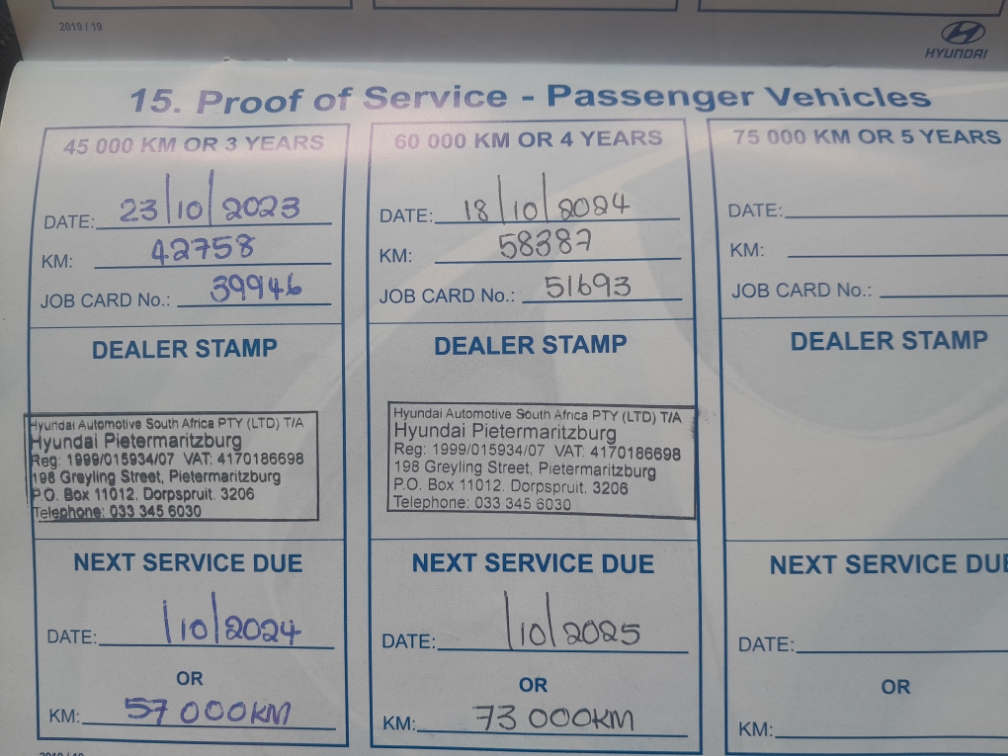 2019 / 19
HYUNDAI
15. Proof of Service - Passenger Vehicles
45 000 KM OR 3 YEARS
DATE: 23/10/2023
KM: 42758
JOB CARD No.: 39946
DEALER STAMP
Hyundai Automotive South Africa PTY (LTD) T/A
Hyundai Pietermaritzburg
Reg: 1999/015934/07 VAT: 4170186698
198 Greyling Street, Pietermaritzburg
P.O. Box 11012, Dorpspruit, 3206
Telephone: 033 345 6030
NEXT SERVICE DUE
DATE: /10/2024
OR
KM: 57 000KM
2019 / 19
60 000 KM OR 4 YEARS
DATE: 18/10/2024
KM: 58387
JOB CARD No.: 51693
DEALER STAMP
Hyundai Automotive South Africa PTY (LTD) T/A
Hyundai Pietermaritzburg
Reg: 1999/015934/07 VAT: 4170186698
198 Greyling Street, Pietermaritzburg
P.O. Box 11012, Dorpspruit, 3206
Telephone: 033 345 6030
NEXT SERVICE DUE
DATE: /10/2025
OR
KM: 73 000KM
75 000 KM OR 5 YEARS
DATE:
KM:
JOB CARD No.:
DEALER STAMP
NEXT SERVICE DUE
DATE:
OR
KM: